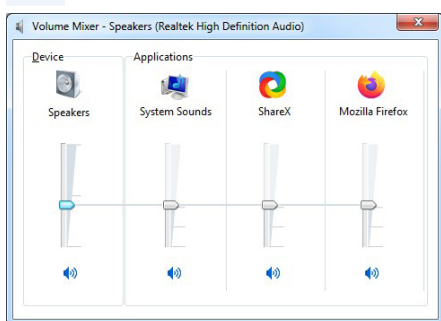 Volume Mixer - Speakers (Realtek High Definition Audio)
Device
Applications
Speakers
System Sounds
ShareX
Mozilla Firefox